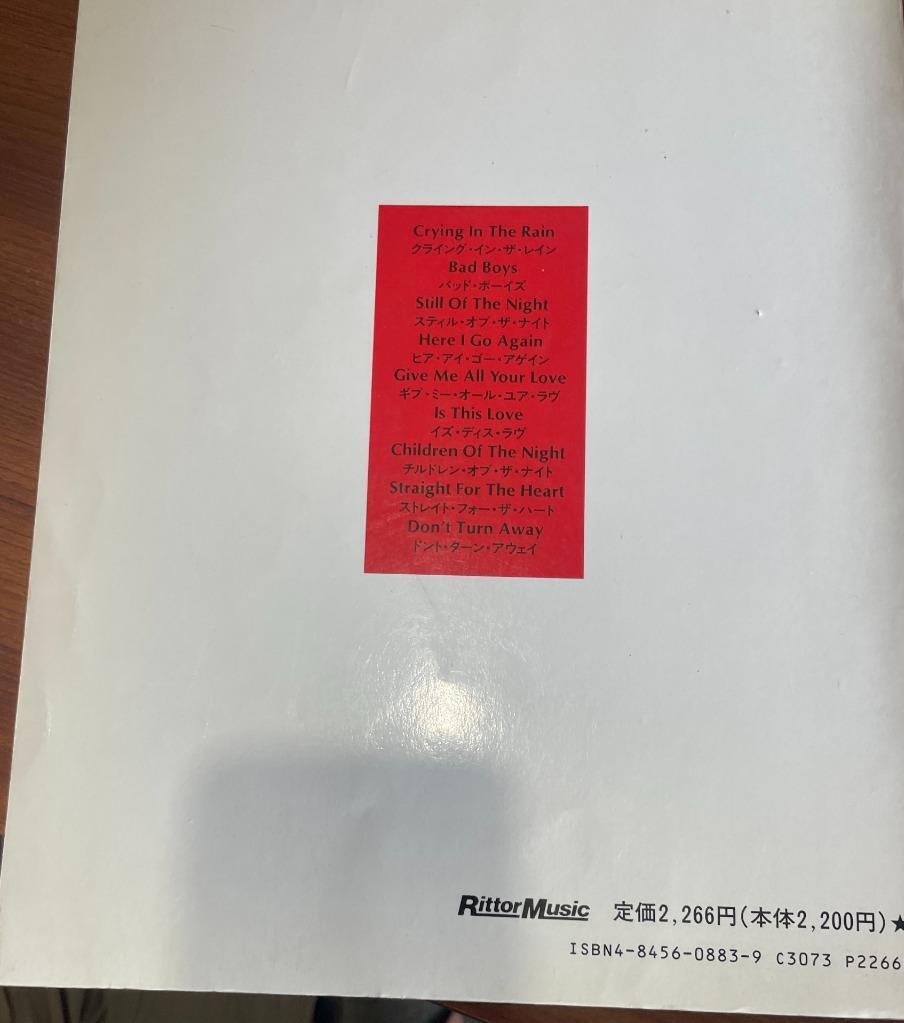 Crying In The Rain
クライング・イン・ザ・レイン
Bad Boys
バッド・ボーイズ
Still Of The Night
スティル・オブ・ザ・ナイト
Here I Go Again
ヒア・アイ・ゴー・アゲイン
Give Me All Your Love
ギブ・ミー・オール・ユア・ラヴ
Is This Love
イズ・ディス・ラヴ
Children Of The Night
チルドレン・オブ・ザ・ナイト
Straight For The Heart
ストレイト・フォー・ザ・ハート
Don't Turn Away
ドント・ターン・アウェイ
RittorMusic 定価2,266円(本体2,200円)★
ISBN4-8456-0883-9 C3073 P2266